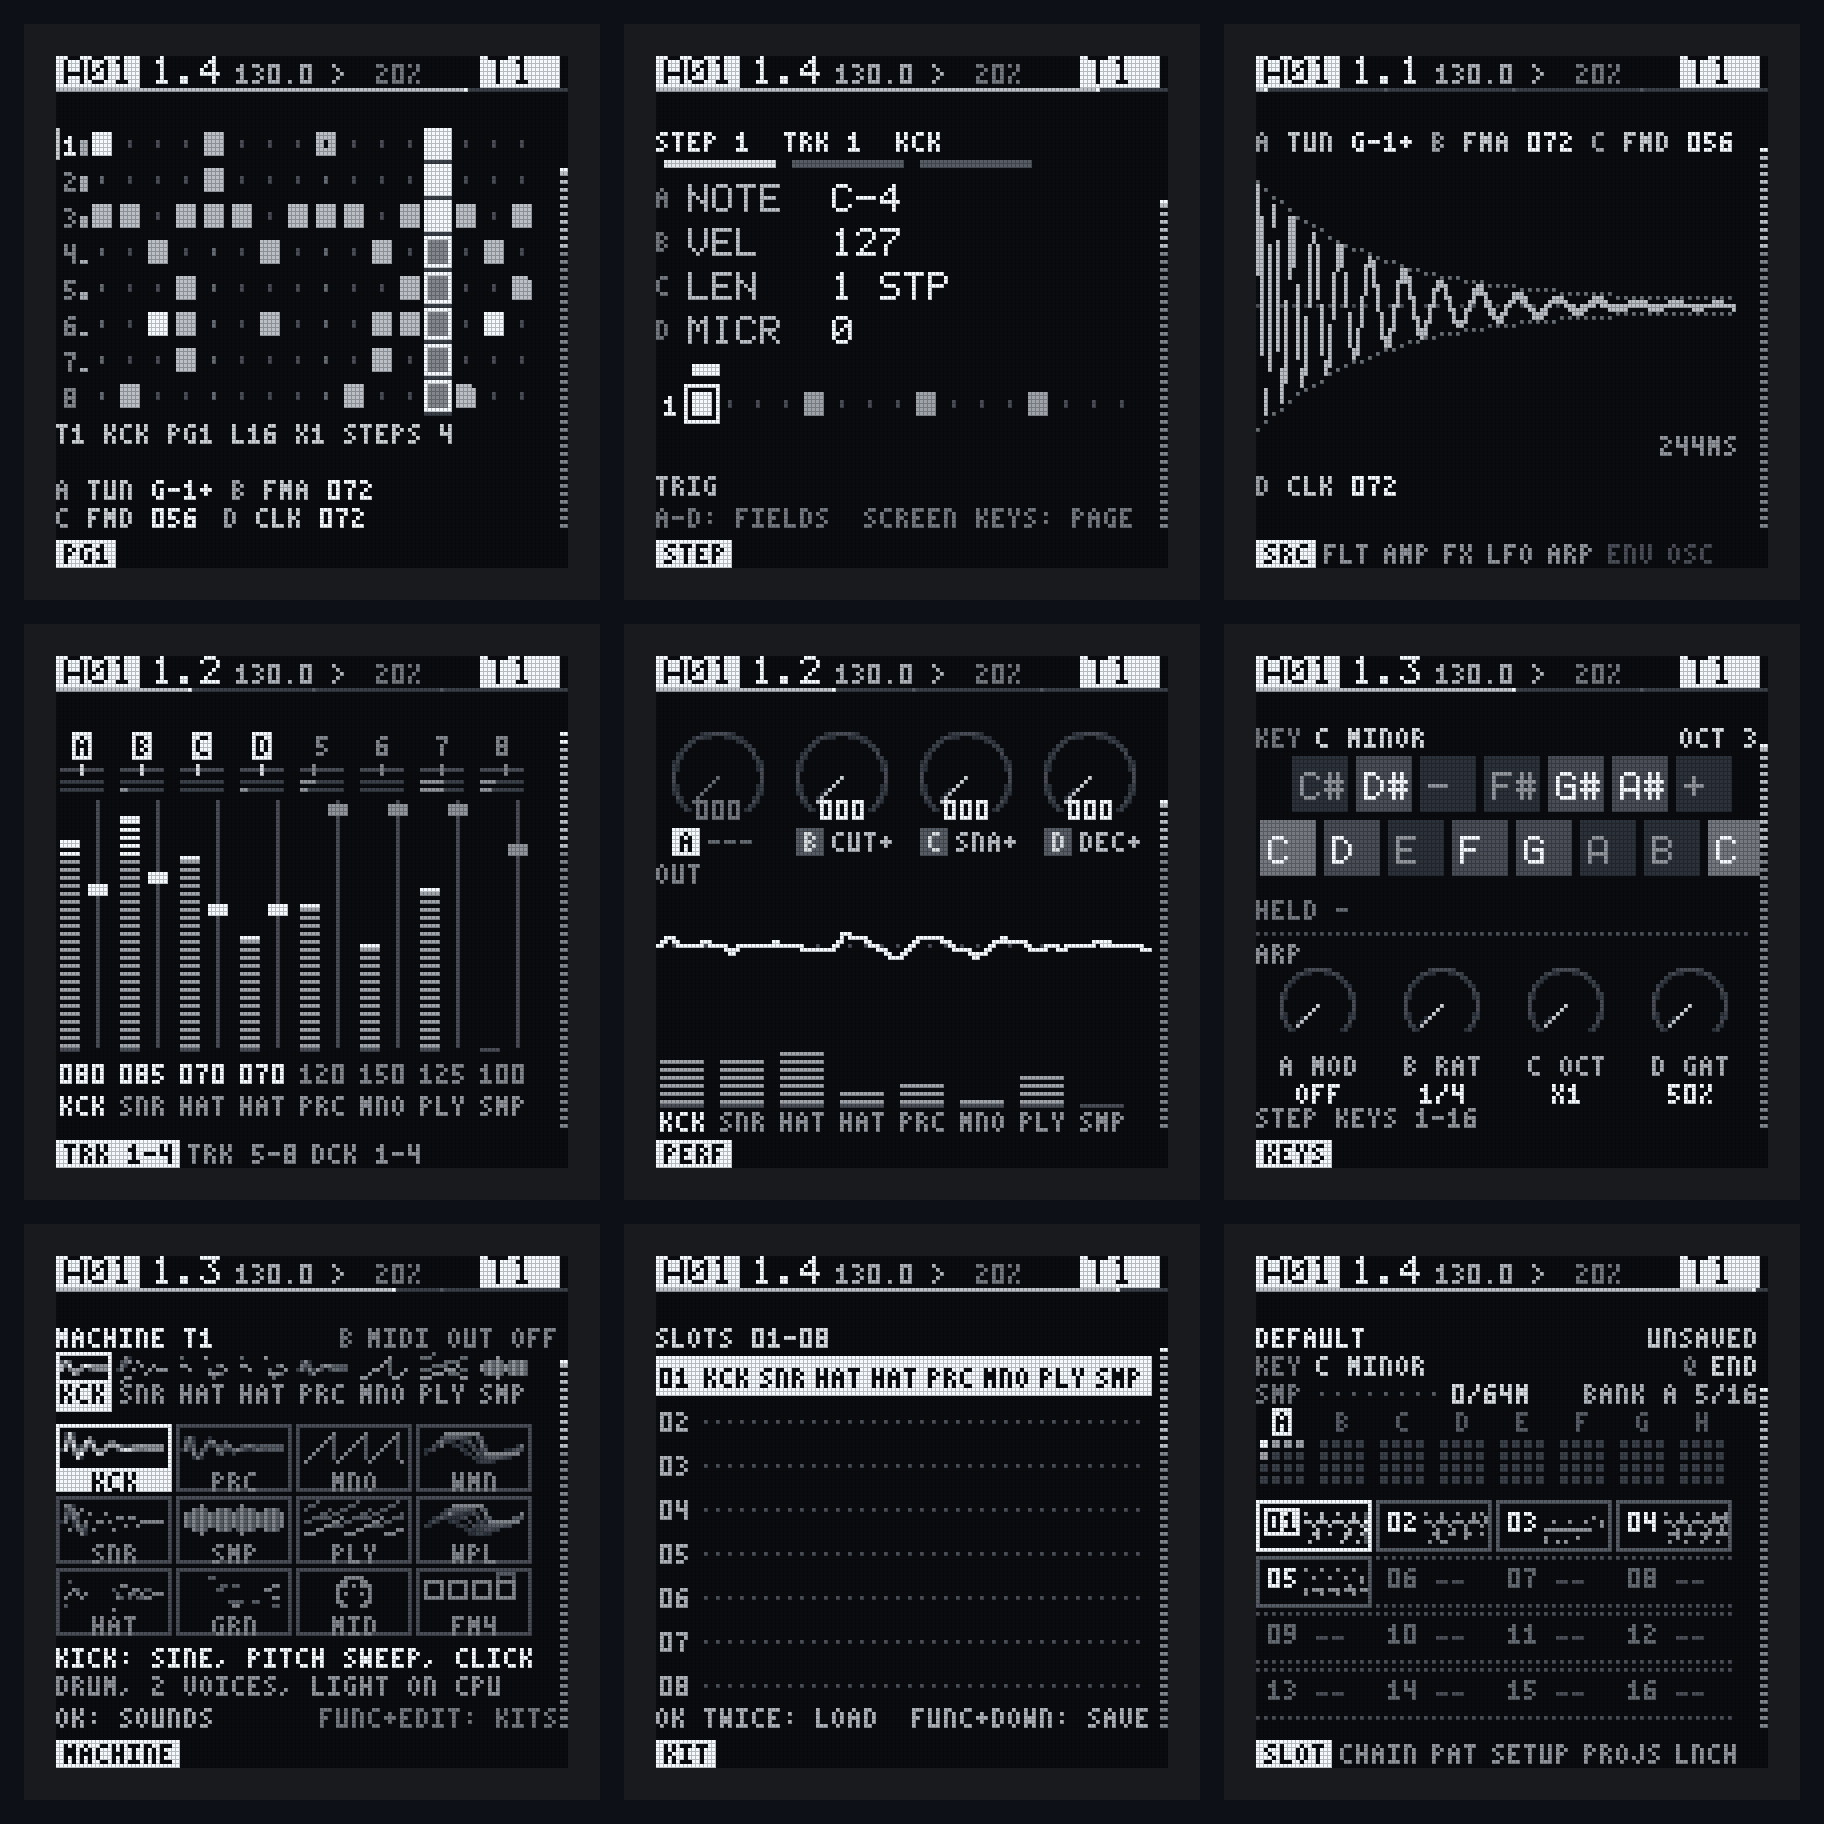 A01 1.4 130.0 > 20% T1
1
2
3
4
5
6
7
8
T1 KCK PG1 L16 X1 STEPS 4
A TUN G-1+ B FMA 072
C FMD 056 D CLK 072
PG1
A01 1.4 130.0 > 20% T1
STEP 1 TRK 1 KCK
A NOTE C-4
B VEL 127
C LEN 1 STP
D MICR 0
1
TRIG
A-D: FIELDS SCREEN KEYS: PAGE
STEP
A01 1.1 130.0 > 20% T1
A TUN G-1+ B FMA 072 C FMD 056
244MS
D CLK 072
SRC FLT AMP FX LFO ARP ENV OSC
A01 1.2 130.0 > 20% T1
A B C D 5 6 7 8
080 085 070 070 120 150 125 100
KCK SNR HAT HAT PRC MNO PLY SMP
TRK 1-4 TRK 5-8 DCK 1-4
A01 1.2 130.0 > 20% T1
000 000 000 000
A --- B CUT+ C SNA+ D DEC+
OUT
KCK SNR HAT HAT PRC MNO PLY SMP
PERF
A01 1.3 130.0 > 20% T1
KEY C MINOR OCT 3
C# D# - F# G# A# +
C D E F G A B C
HELD -
ARP
A MOD B RAT C OCT D GAT
OFF 1/4 X1 50%
STEP KEYS 1-16
KEYS
A01 1.3 130.0 > 20% T1
MACHINE T1 B MIDI OUT OFF
KCK SNR HAT HAT PRC MNO PLY SMP
KCK PRC MNO WMN
SNR SMP PLY WPL
HAT GRN MID FM4
KICK: SINE, PITCH SWEEP, CLICK
DRUM, 2 VOICES, LIGHT ON CPU
OK: SOUNDS FUNC+EDIT: KITS
MACHINE
A01 1.4 130.0 > 20% T1
SLOTS 01-08
01 KCK SNR HAT HAT PRC MNO PLY SMP
02
03
04
05
06
07
08
OK TWICE: LOAD FUNC+DOWN: SAVE
KIT
A01 1.4 130.0 > 20% T1
DEFAULT UNSAVED
KEY C MINOR Q END
SMP 0/64M BANK A 5/16
A B C D E F G H
01 02 03 04
05 06 -- 07 -- 08 --
09 -- 10 -- 11 -- 12 --
13 -- 14 -- 15 -- 16 --
SLOT CHAIN PAT SETUP PROJS LNCH